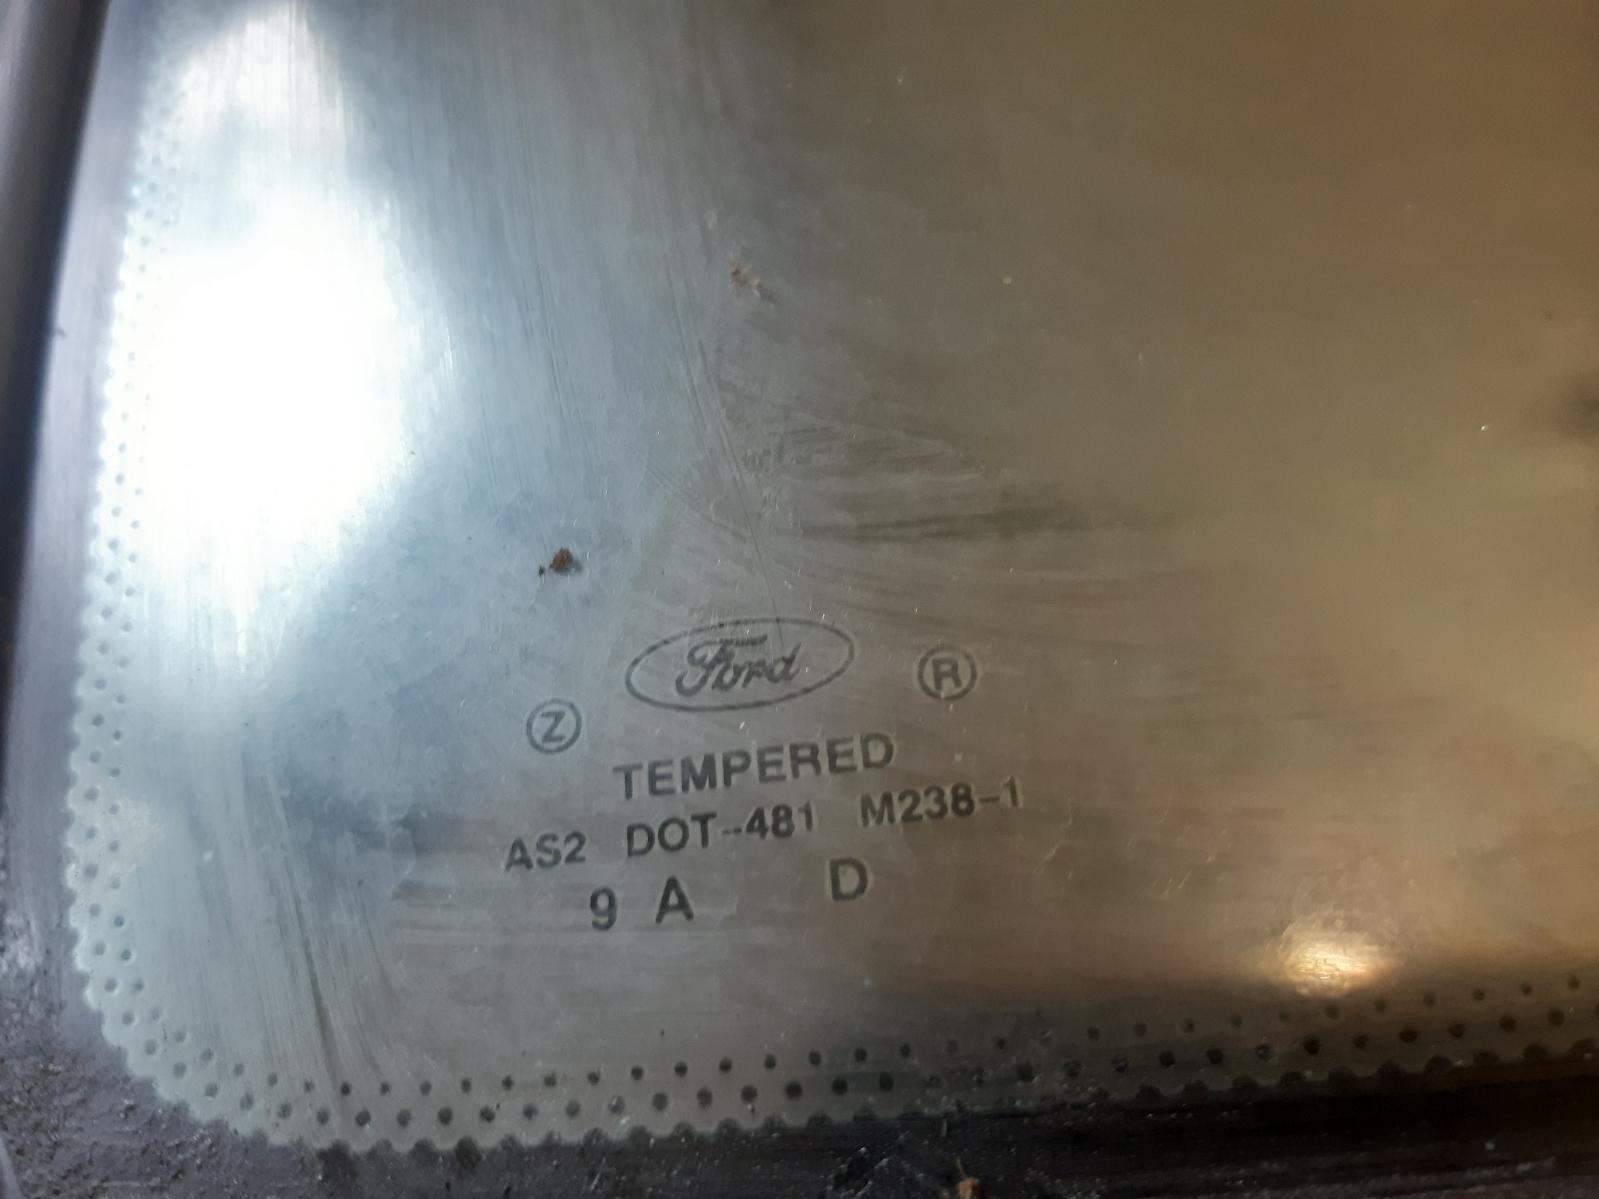 Ford
Ⓩ Ⓡ
TEMPERED
AS2 DOT-481 M238-1
9 A D